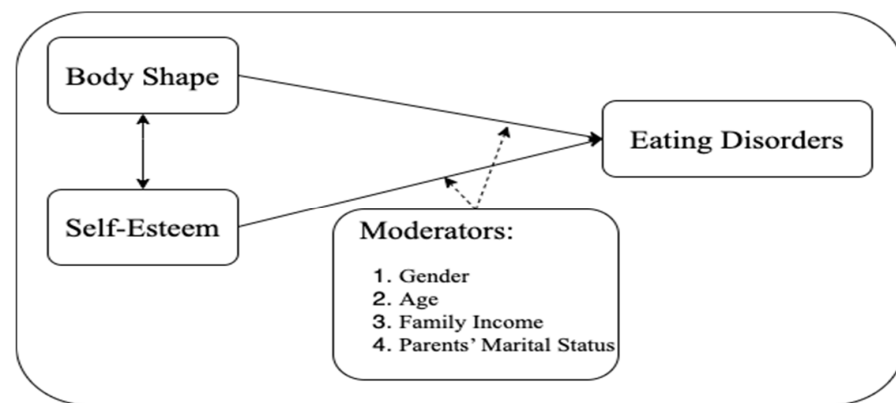 Body Shape
Eating Disorders
Self-Esteem
Moderators:
1. Gender
2. Age
3. Family Income
4. Parents’ Marital Status